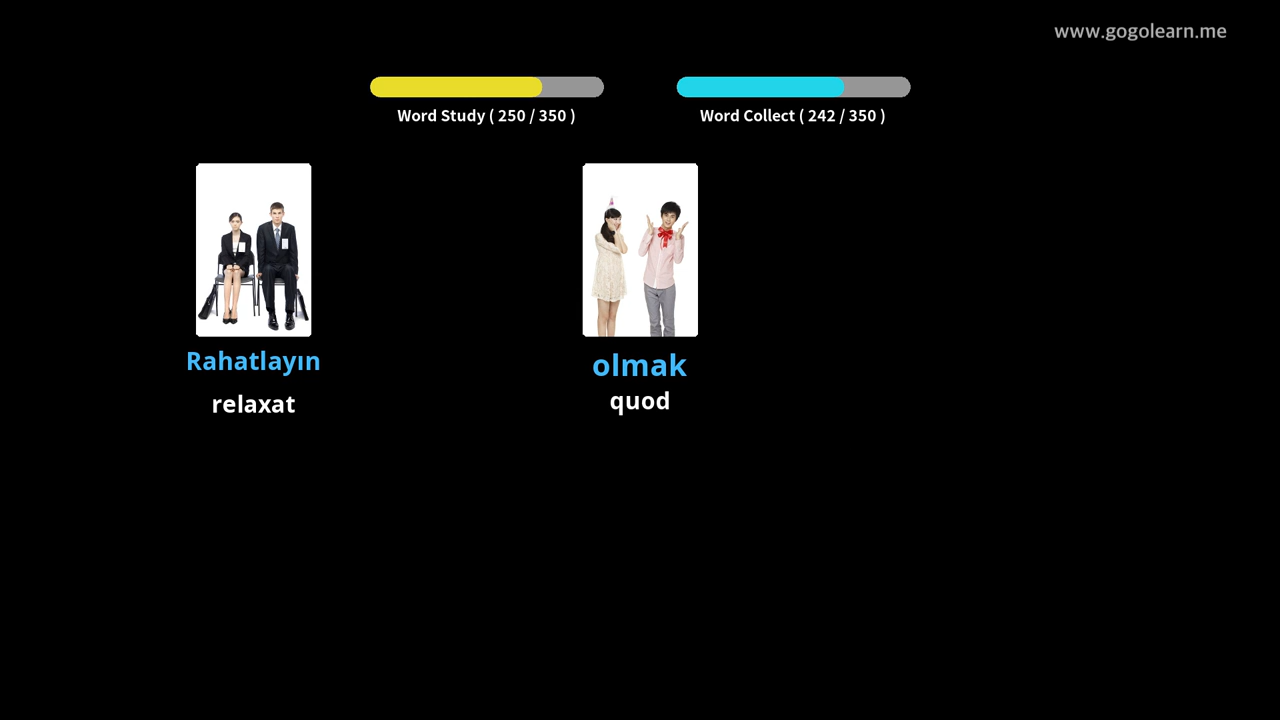 www.gogolearn.me
Word Study ( 250 / 350 )
Word Collect ( 242 / 350 )
Rahatlayın
relaxat
olmak
quod